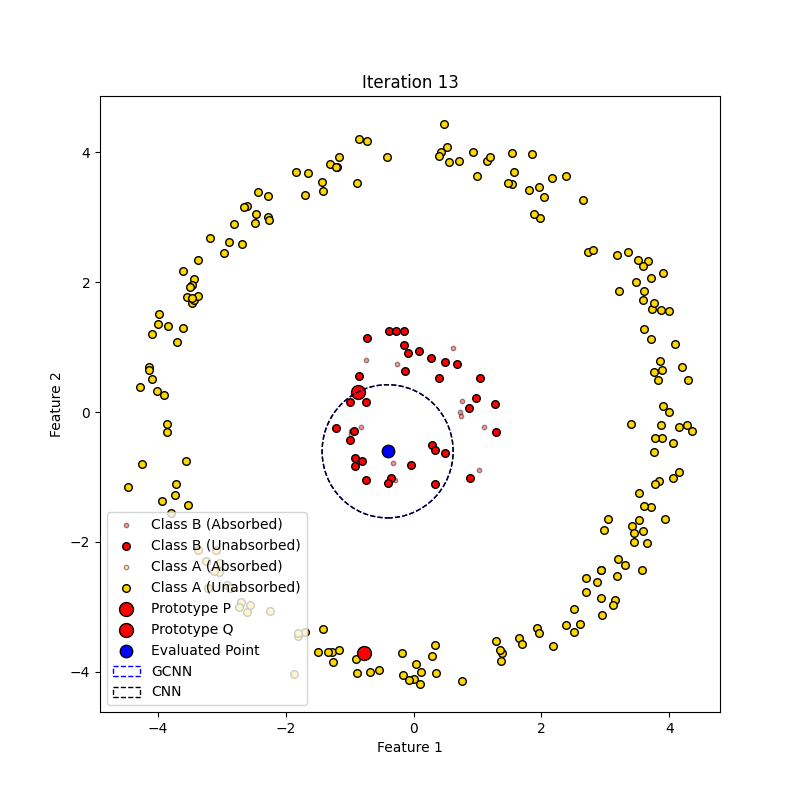 Iteration 13
Feature 2
4
2
0
−2
−4
Class B (Absorbed)
Class B (Unabsorbed)
Class A (Absorbed)
Class A (Unabsorbed)
Prototype P
Prototype Q
Evaluated Point
GCNN
CNN
−4 −2 0 2 4
Feature 1